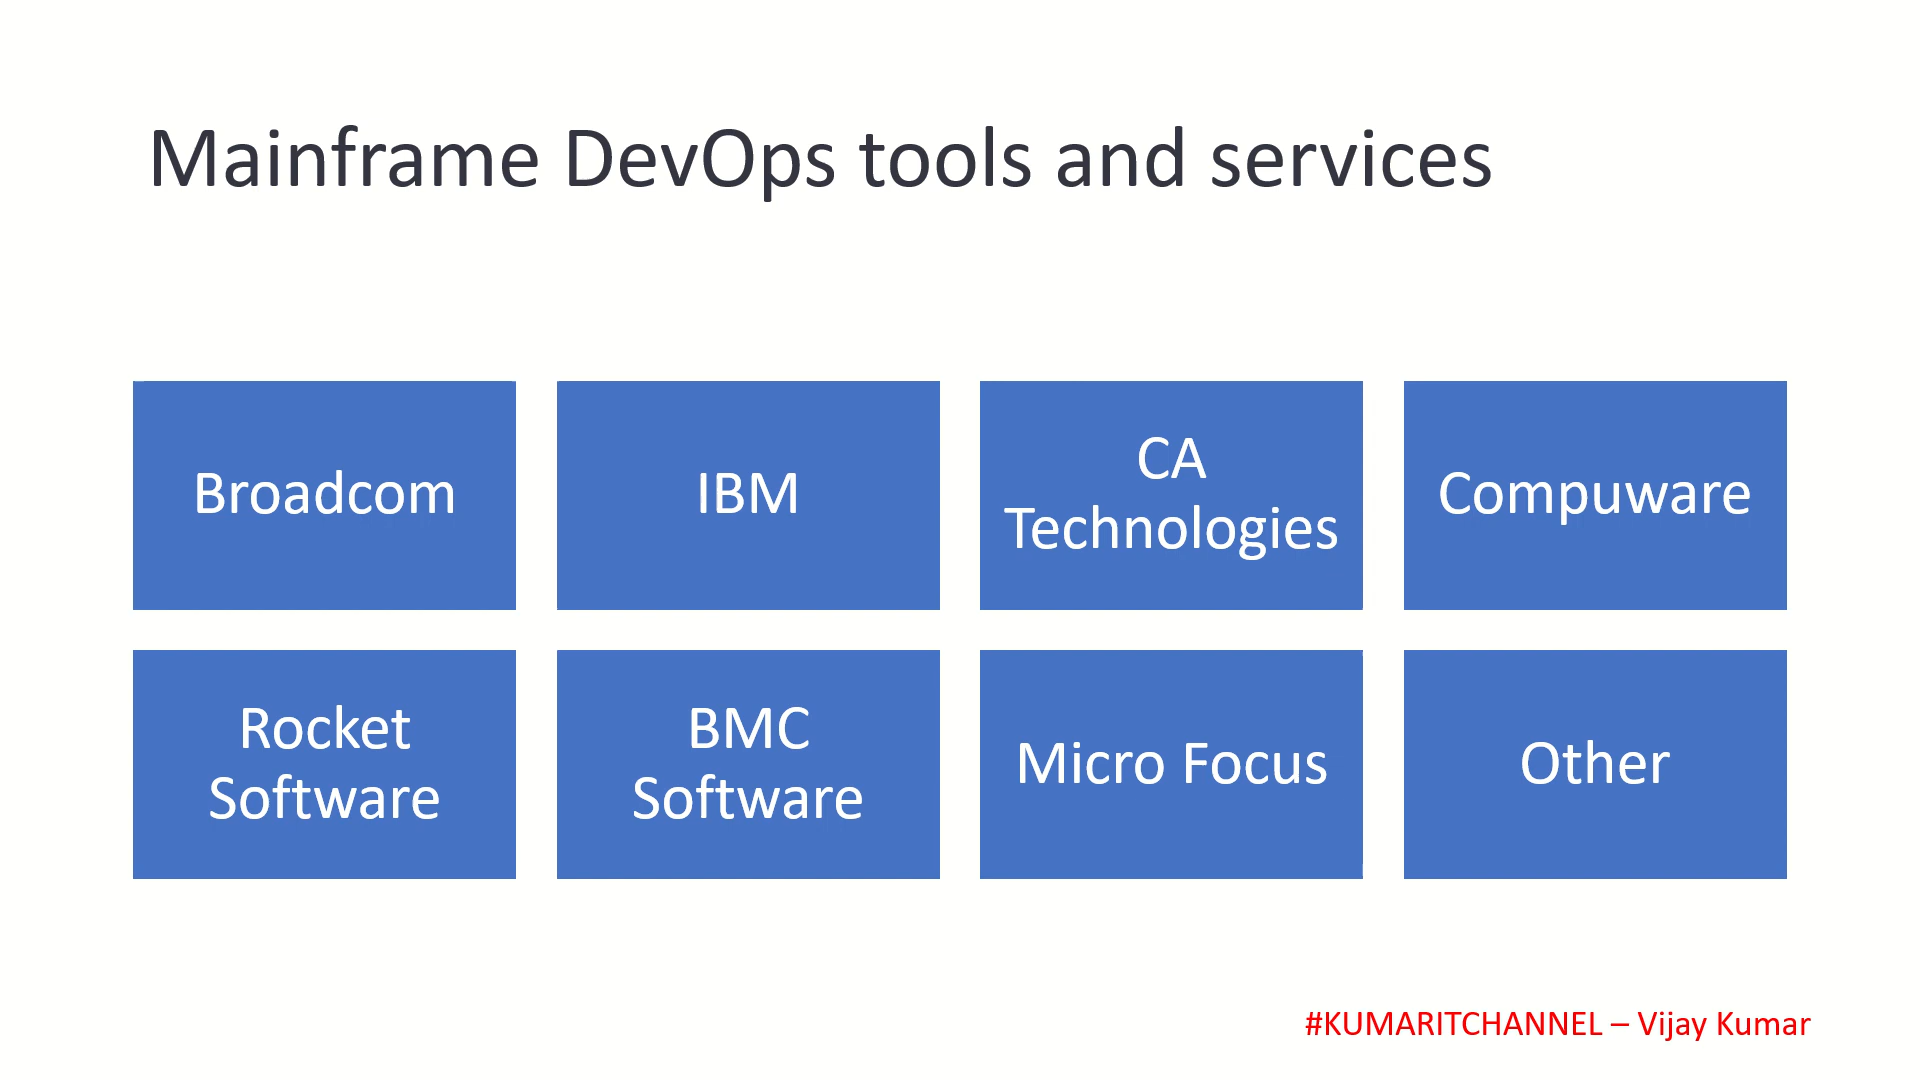 Mainframe DevOps tools and services
Broadcom
IBM
CA
Technologies
Compuware
Rocket
Software
BMC
Software
Micro Focus
Other
#KUMARITCHANNEL – Vijay Kumar